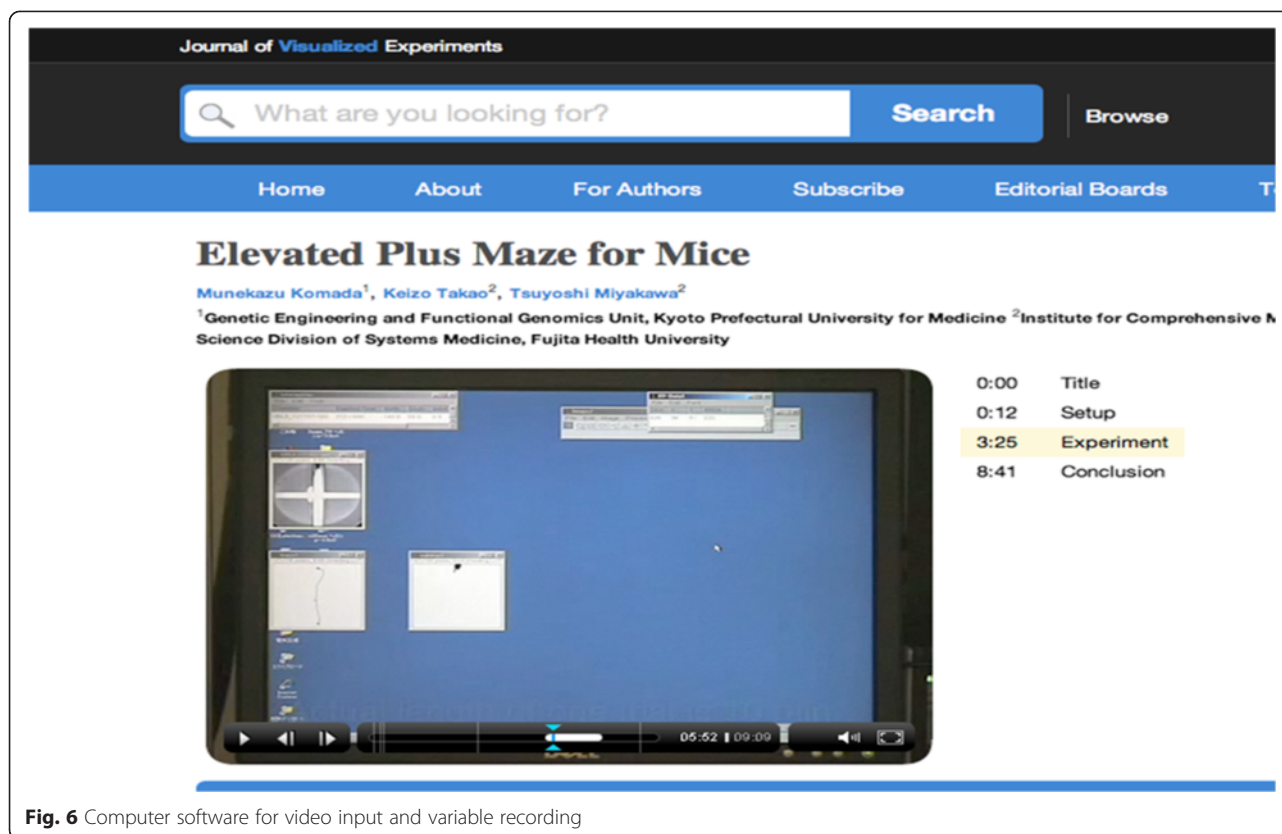 Journal of Visualized Experiments
What are you looking for?
Search
Browse
Home
About
For Authors
Subscribe
Editorial Boards
Elevated Plus Maze for Mice
Munekazu Komada1, Keizo Takao2, Tsuyoshi Miyakawa2
1Genetic Engineering and Functional Genomics Unit, Kyoto Prefectural University for Medicine 2Institute for Comprehensive M
Science Division of Systems Medicine, Fujita Health University
0:00 Title
0:12 Setup
3:25 Experiment
8:41 Conclusion
05:52 | 09:09
DELL
Fig. 6 Computer software for video input and variable recording